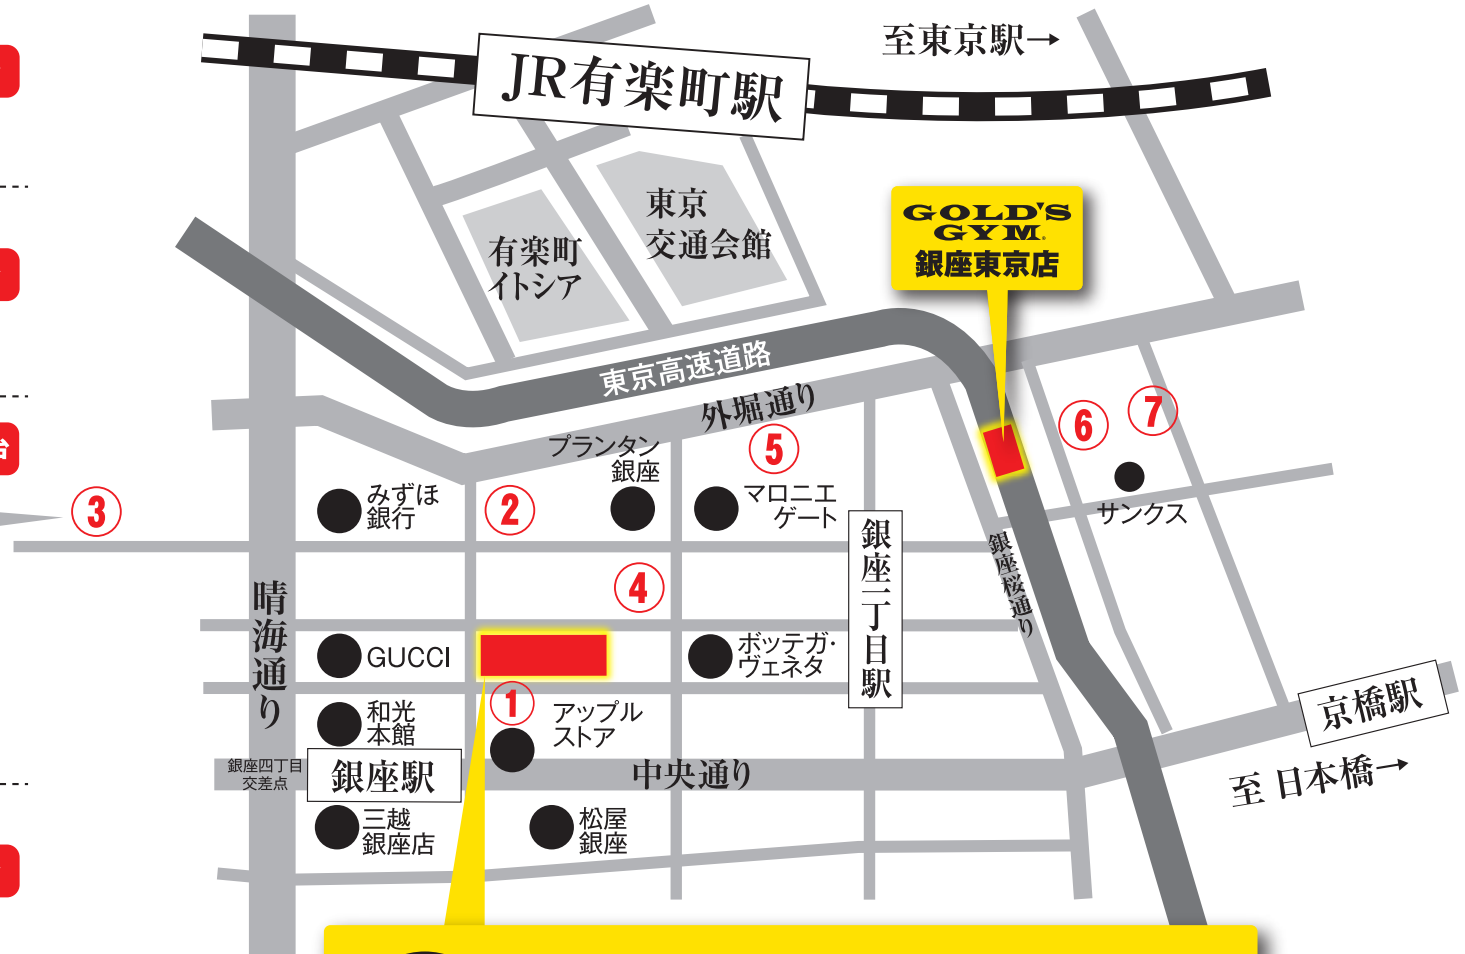 至東京駅→
JR有楽町駅
東京
交通会館
有楽町
イトシア
GOLD'S
GYM.
銀座東京店
東京高速道路
外堀通り
プランタン
銀座
⑤
⑥
⑦
みずほ
銀行
②
マロニエ
ゲート
サンクス
③
台
銀座一丁目駅
銀座桜通り
④
晴海通り
GUCCI
ボッテガ・
ヴェネタ
①
和光
本館
アップル
ストア
京橋駅
銀座四丁目
交差点
銀座駅
中央通り
至 日本橋→
三越
銀座店
松屋
銀座